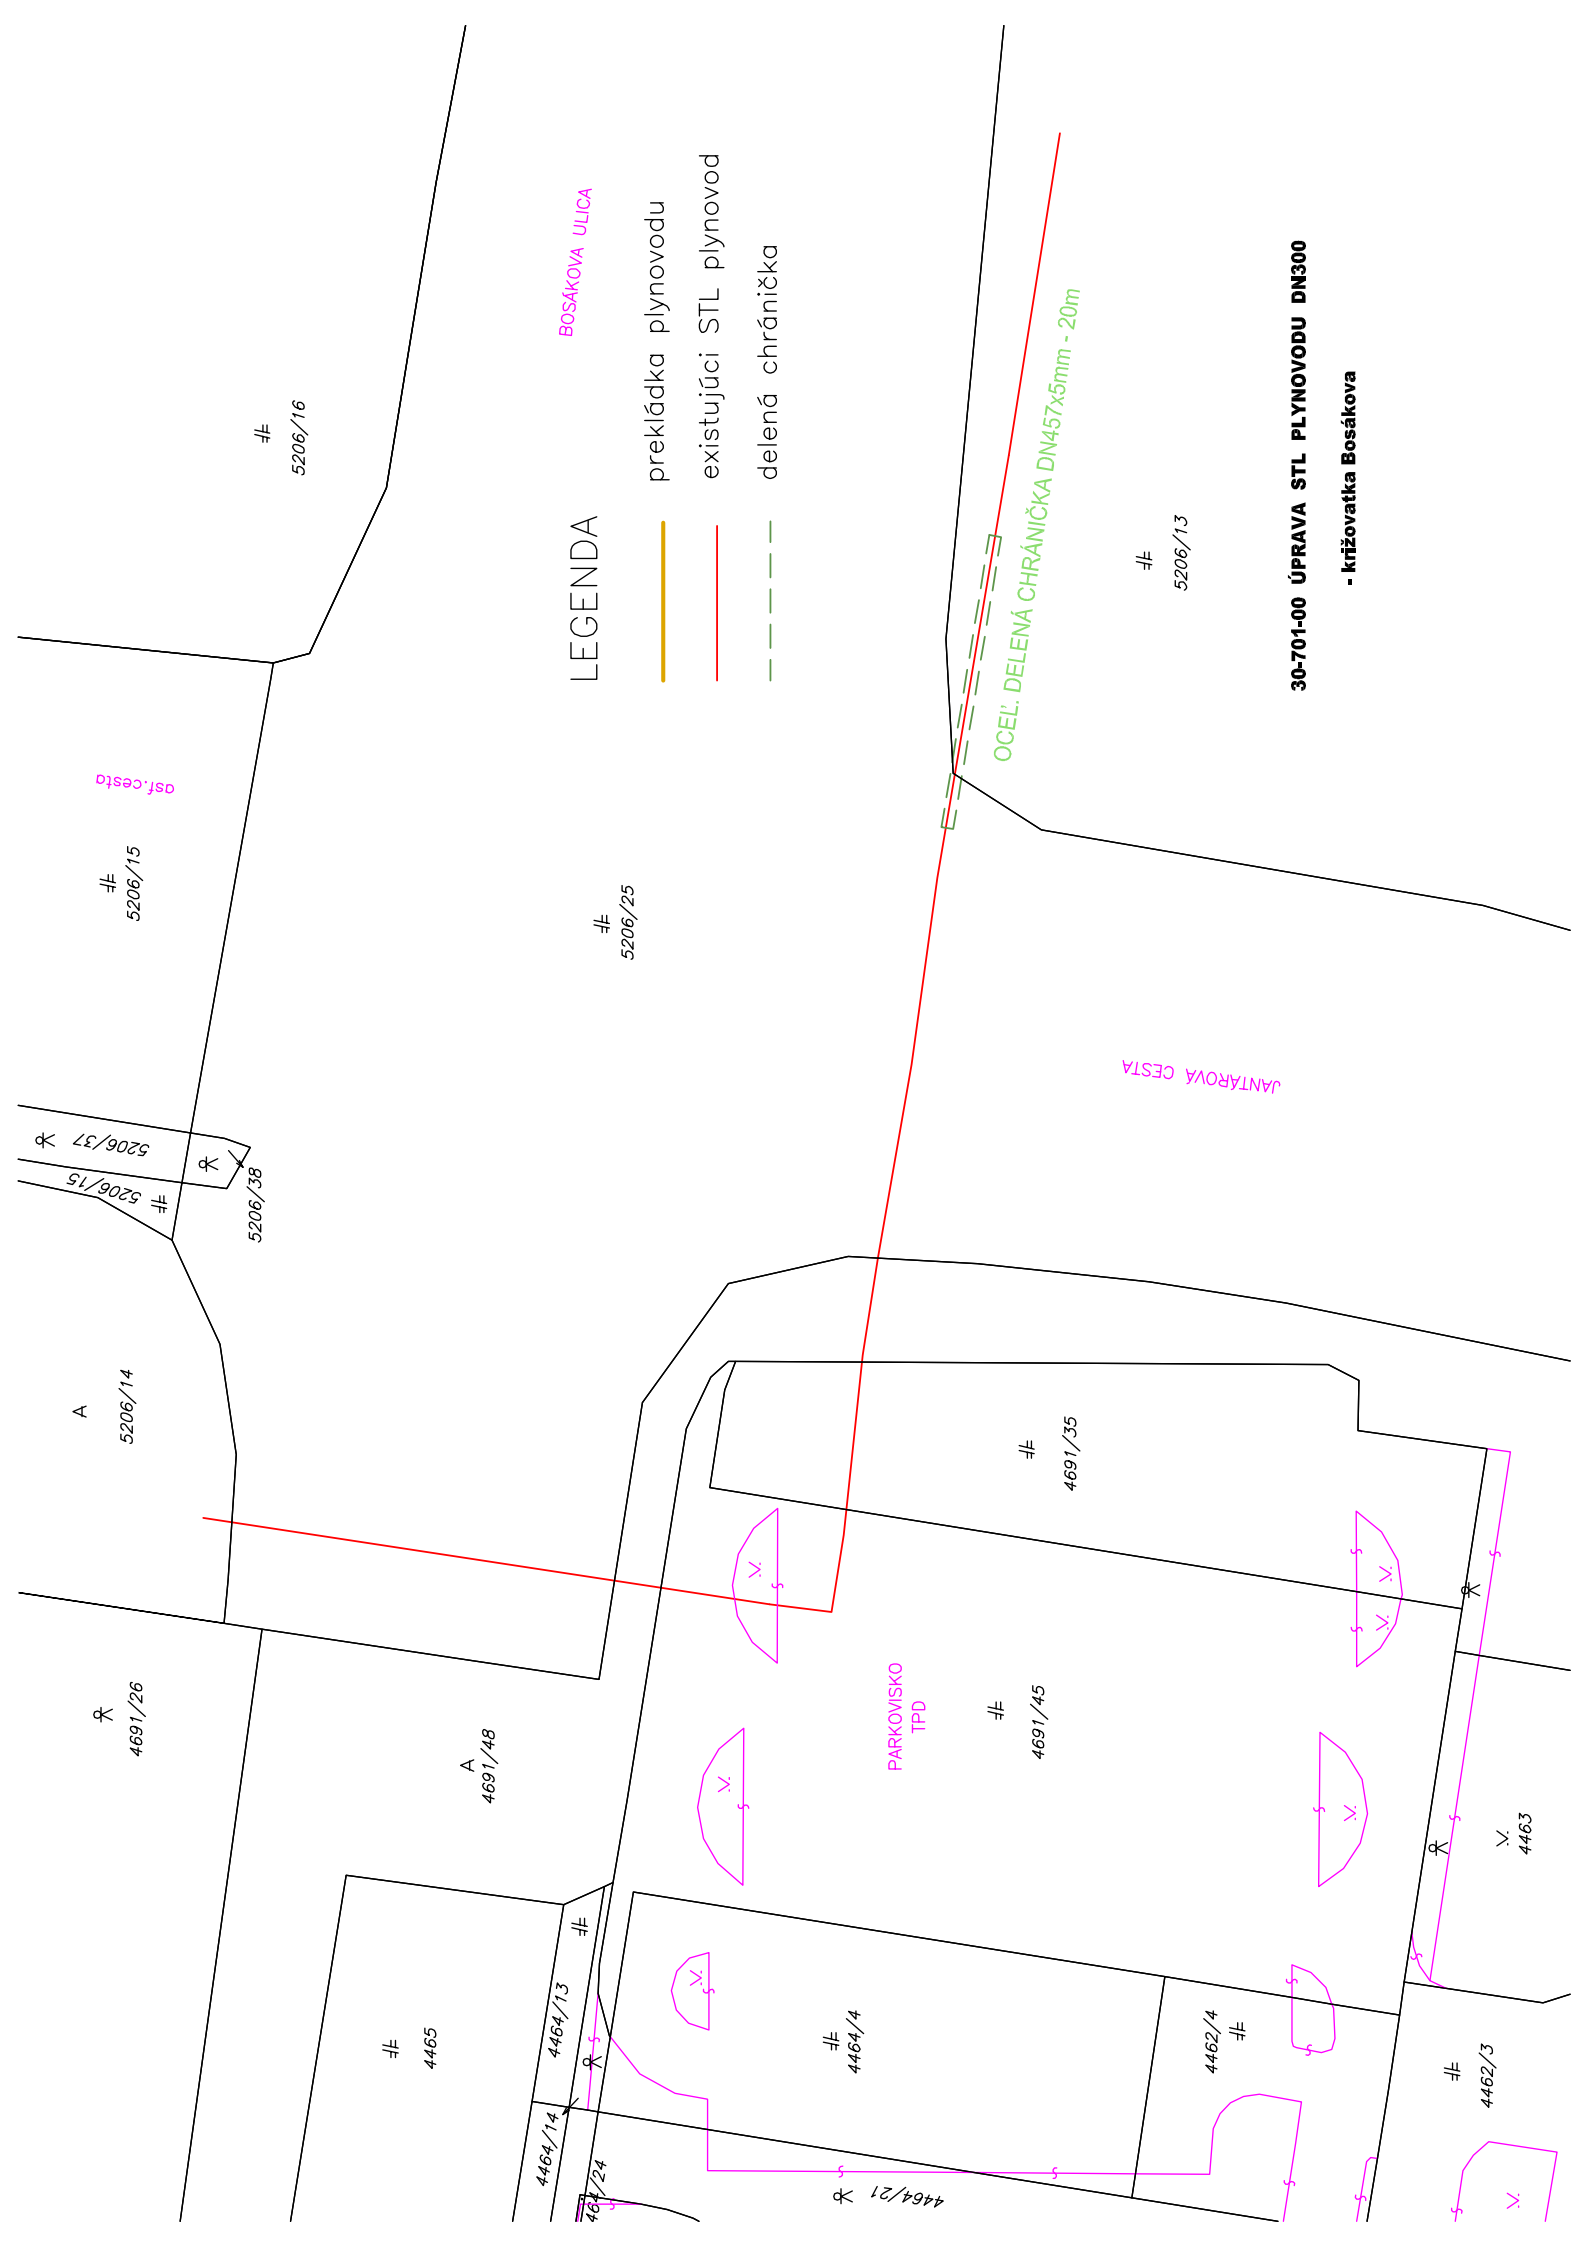 5206/16
BOSÁKOVA ULICA
LEGENDA
prekládka plynovodu
existujúci STL plynovod
delená chránička
OCEĽ. DELENÁ CHRÁNIČKA DN457x5mm - 20m
5206/13
30-701-00 ÚPRAVA STL PLYNOVODU DN300
- križovatka Bosákova
asf.cesta
5206/15
5206/25
JANTÁROVÁ CESTA
5206/37
5206/15
5206/38
5206/14
4691/35
4691/26
4691/48
PARKOVISKO
TPD
4691/45
4463
4465
4464/13
4464/4
4462/4
4462/3
4464/14
4464/24
4464/21